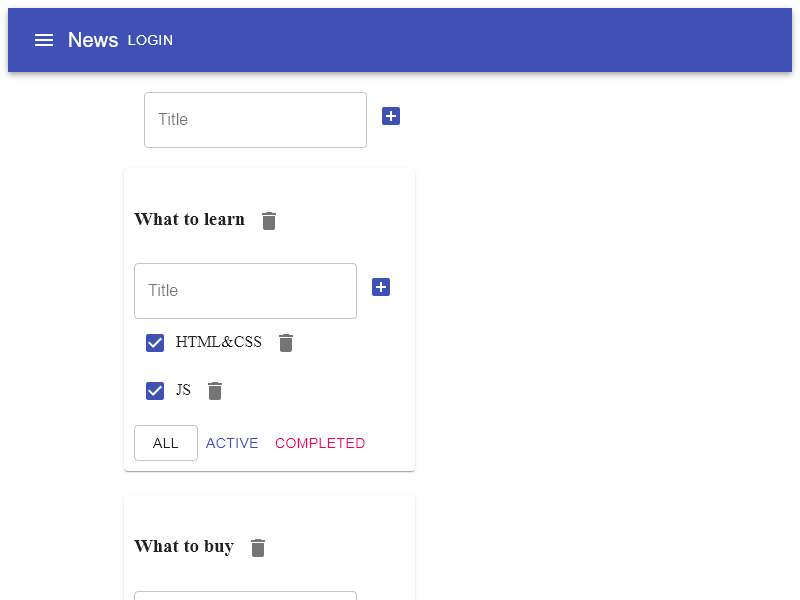 News LOGIN
Title
What to learn
Title
HTML&CSS
JS
ALL ACTIVE COMPLETED
What to buy